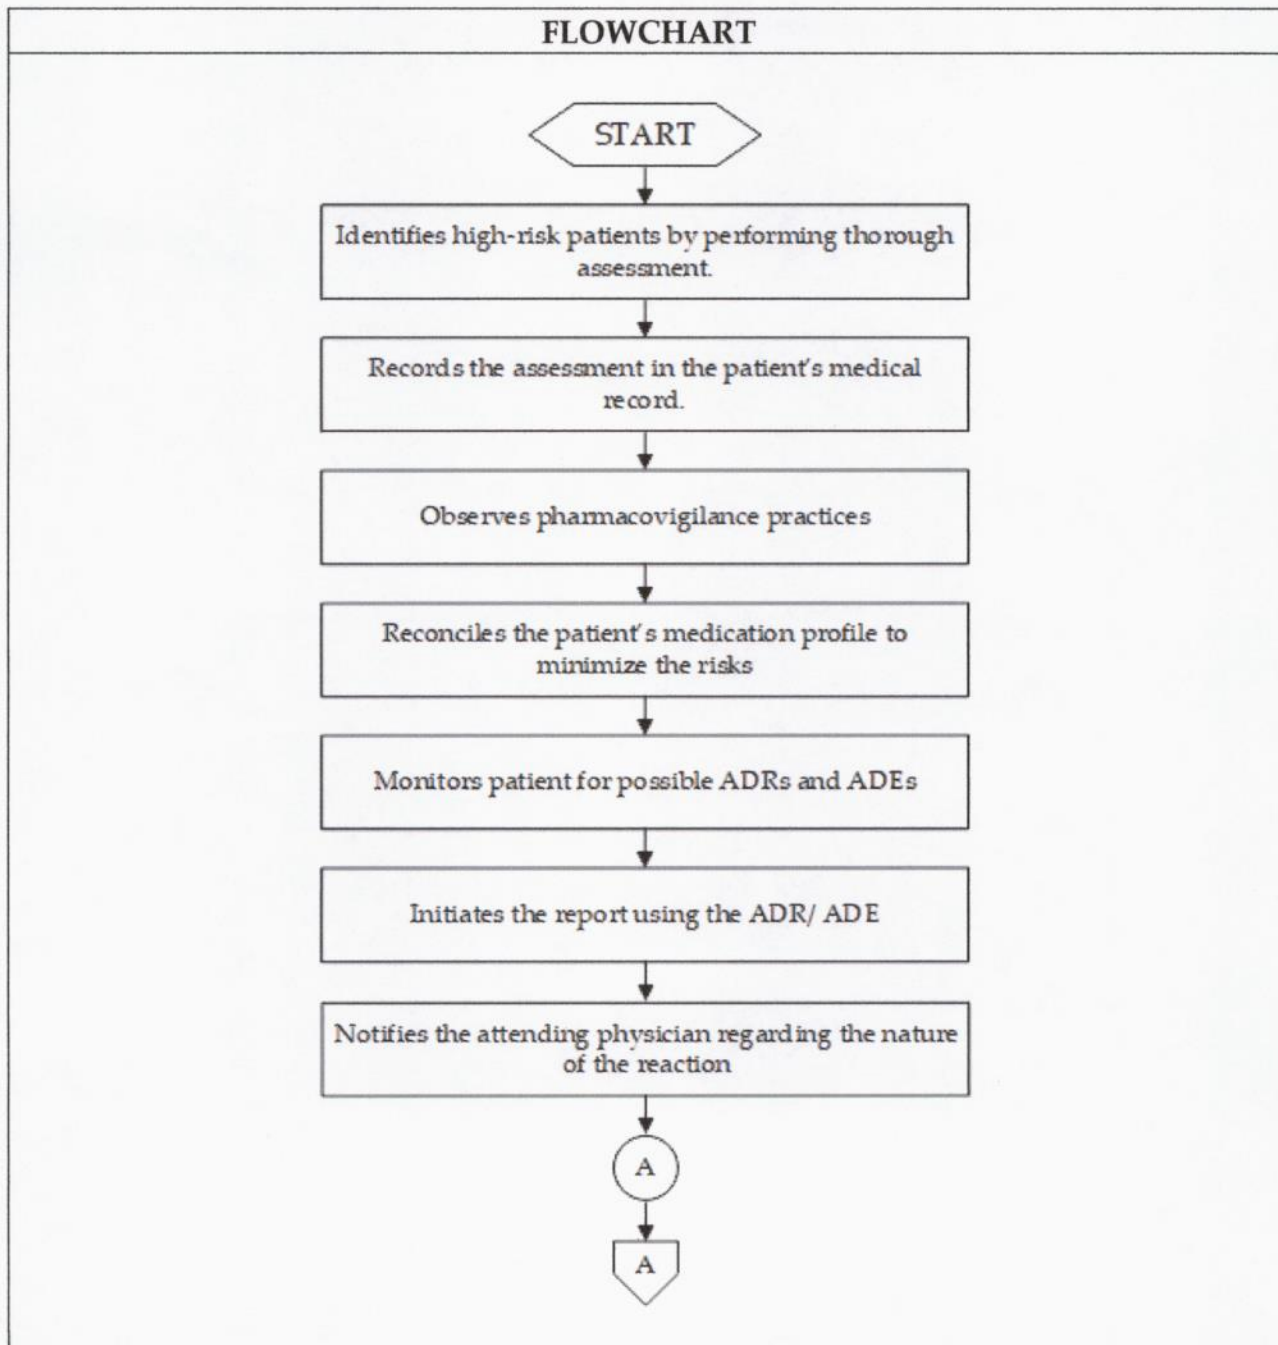 FLOWCHART
START
Identifies high-risk patients by performing thorough
assessment.
Records the assessment in the patient's medical
record.
Observes pharmacovigilance practices
Reconciles the patient's medication profile to
minimize the risks
Monitors patient for possible ADRs and ADEs
Initiates the report using the ADR/ ADE
Notifies the attending physician regarding the nature
of the reaction
A
A